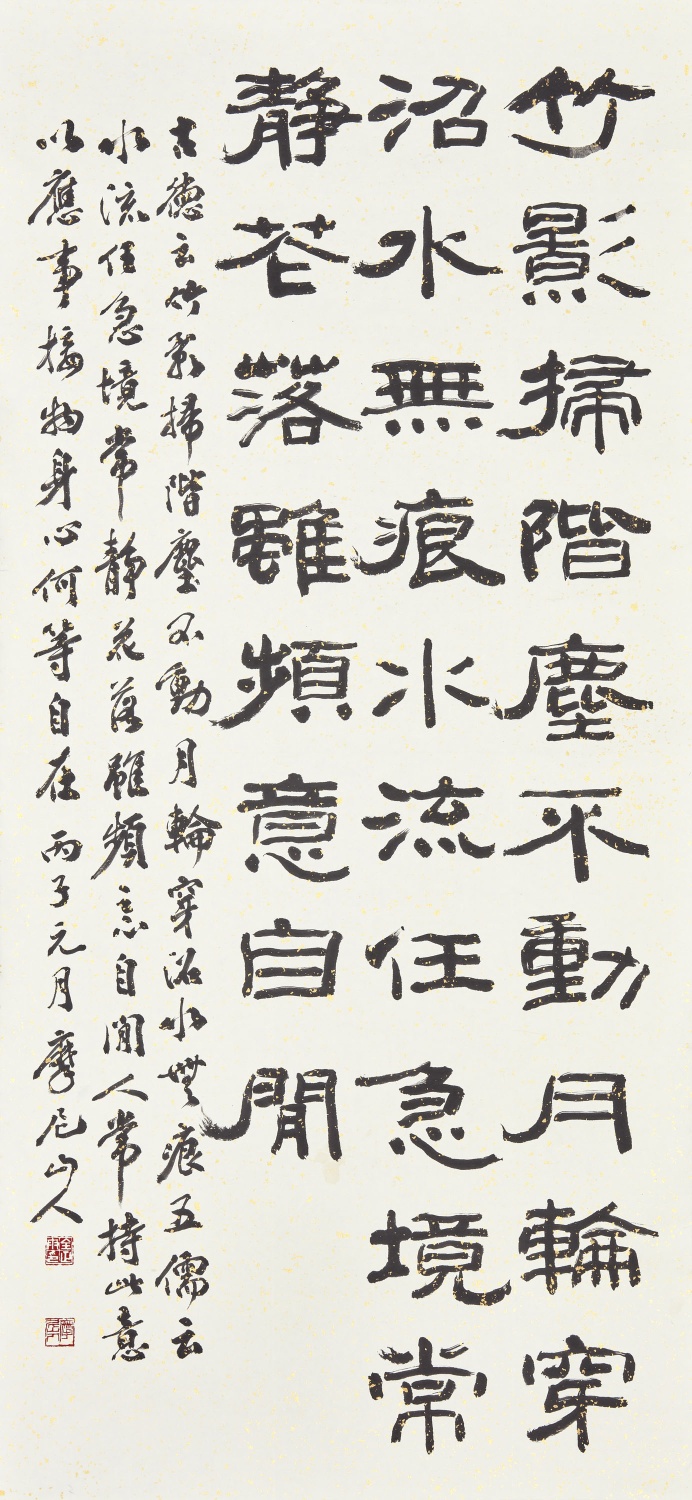 竹影掃階塵不動月輪穿
沼水無痕水流任急境常
靜花落雖頻意自閒
古德云竹影掃階塵不動月輪穿沼水無痕五儒云
水流任急境常靜花落雖頻意自閒人常持此意
以應事接物身心何等自在丙子元月摩尼山人